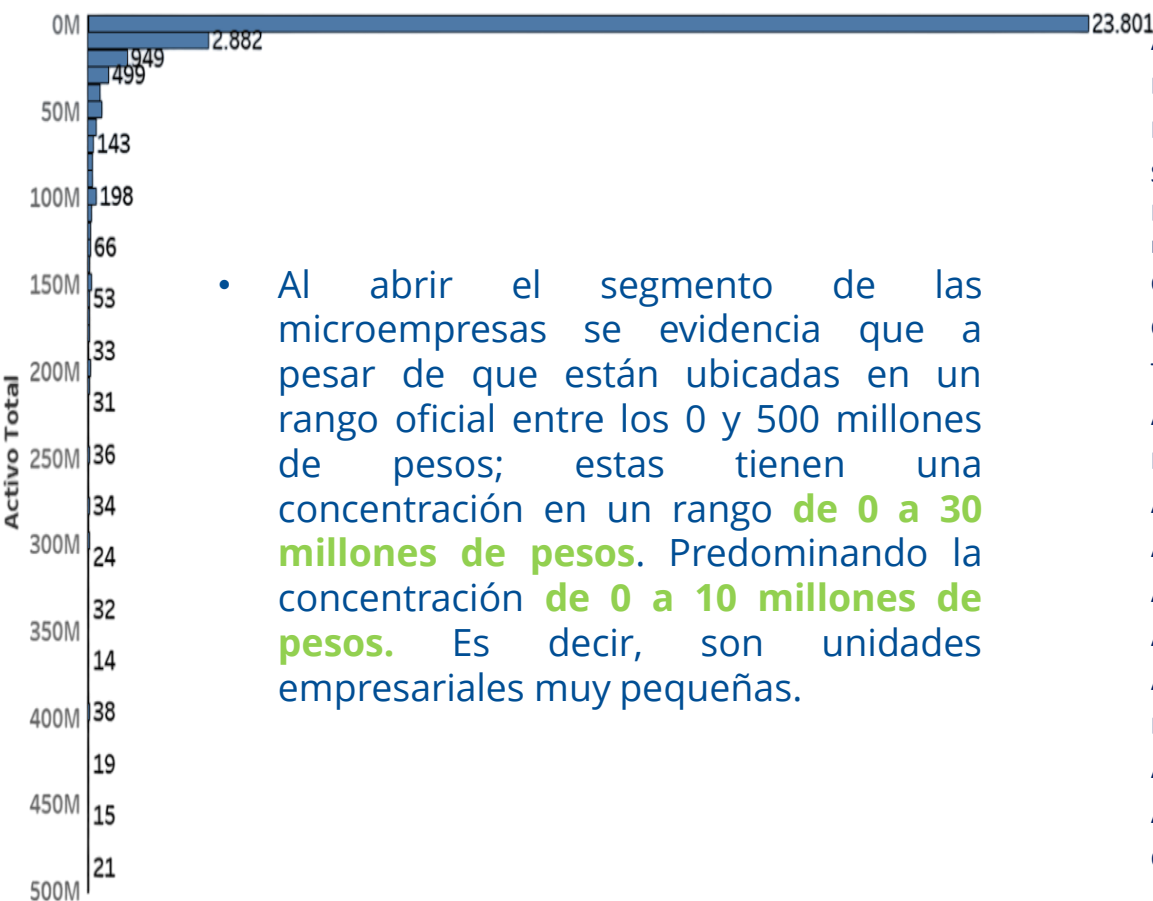 0M
23.801
2.882
949
499
50M
143
100M
198
66
150M
53
33
200M
31
250M
36
34
300M
24
32
350M
14
400M
38
19
450M
15
21
500M
Activo Total
• Al abrir el segmento de las
microempresas se evidencia que a
pesar de que están ubicadas en un
rango oficial entre los 0 y 500 millones
de pesos; estas tienen una
concentración en un rango de 0 a 30
millones de pesos. Predominando la
concentración de 0 a 10 millones de
pesos. Es decir, son unidades
empresariales muy pequeñas.